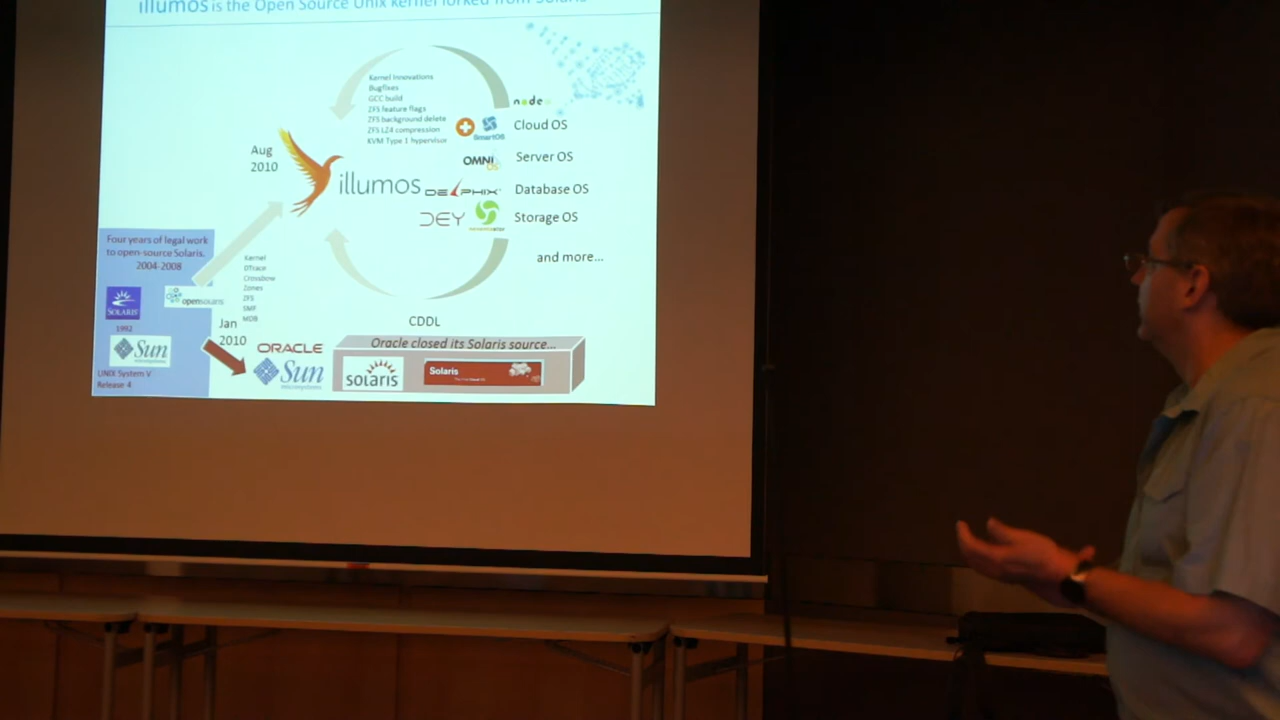 illumos is the Open Source Unix kernel forked from Solaris
Kernel Innovations
Bugfixes
GCC build
ZFS feature flags
ZFS background delete
ZFS LZ4 compression
KVM Type 1 hypervisor
node
SmartOS
Cloud OS
OMNI
OS
Server OS
Aug
2010
illumos
DELPHIX
Database OS
DEY
Storage OS
and more...
Four years of legal work
to open-source Solaris.
2004-2008
Kernel
DTrace
Crossbow
Zones
ZFS
SMF
MDB
SOLARIS
opensolaris
1992
Sun
microsystems
UNIX System V
Release 4
Jan
2010
ORACLE
Sun
microsystems
CDDL
Oracle closed its Solaris source...
solaris
Solaris